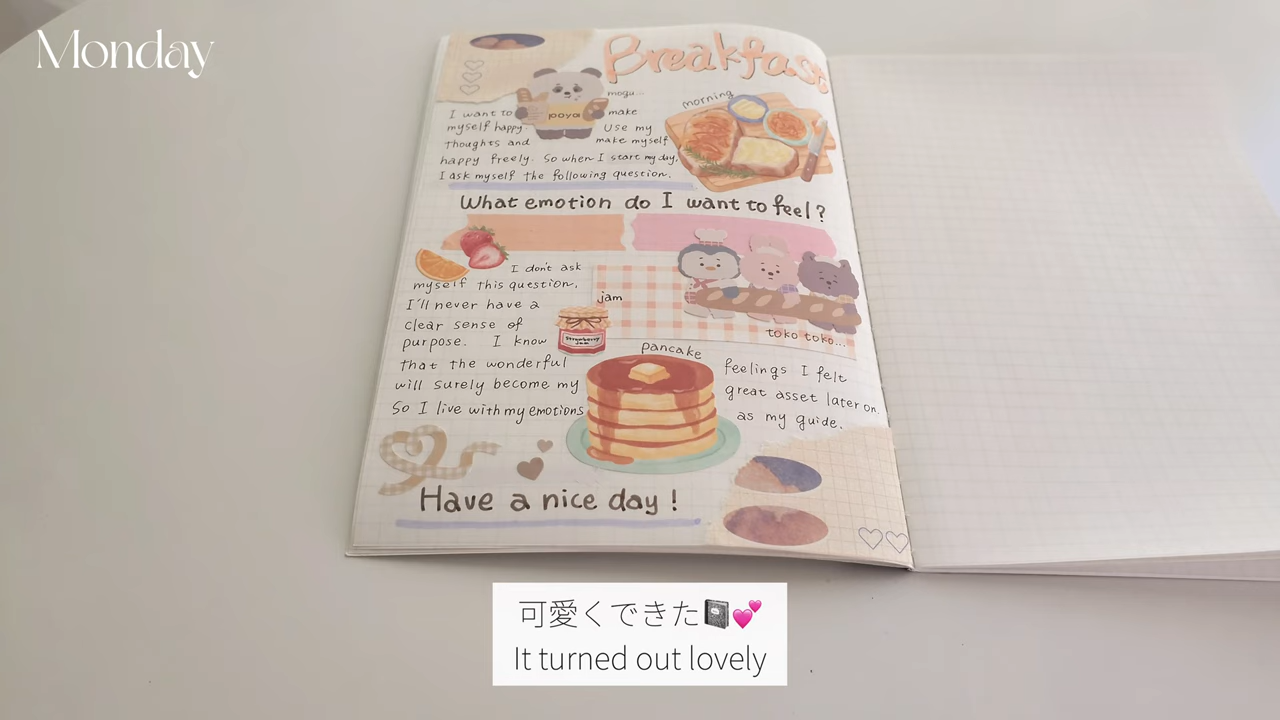 Monday
Breakfast
mogu...
morning
pooya
I want to make
myself happy. Use my
thoughts and make myself
happy freely. So when I start my day,
I ask myself the following question.
What emotion do I want to feel?
I don't ask
myself this question,
I'll never have a
clear sense of
purpose. I know
jam
Strawberry
Jam
toko toko...
pancake
that the wonderful feelings I felt
will surely become my great asset later on.
So I live with my emotions as my guide.
Have a nice day!
可愛くできた📓💕
It turned out lovely